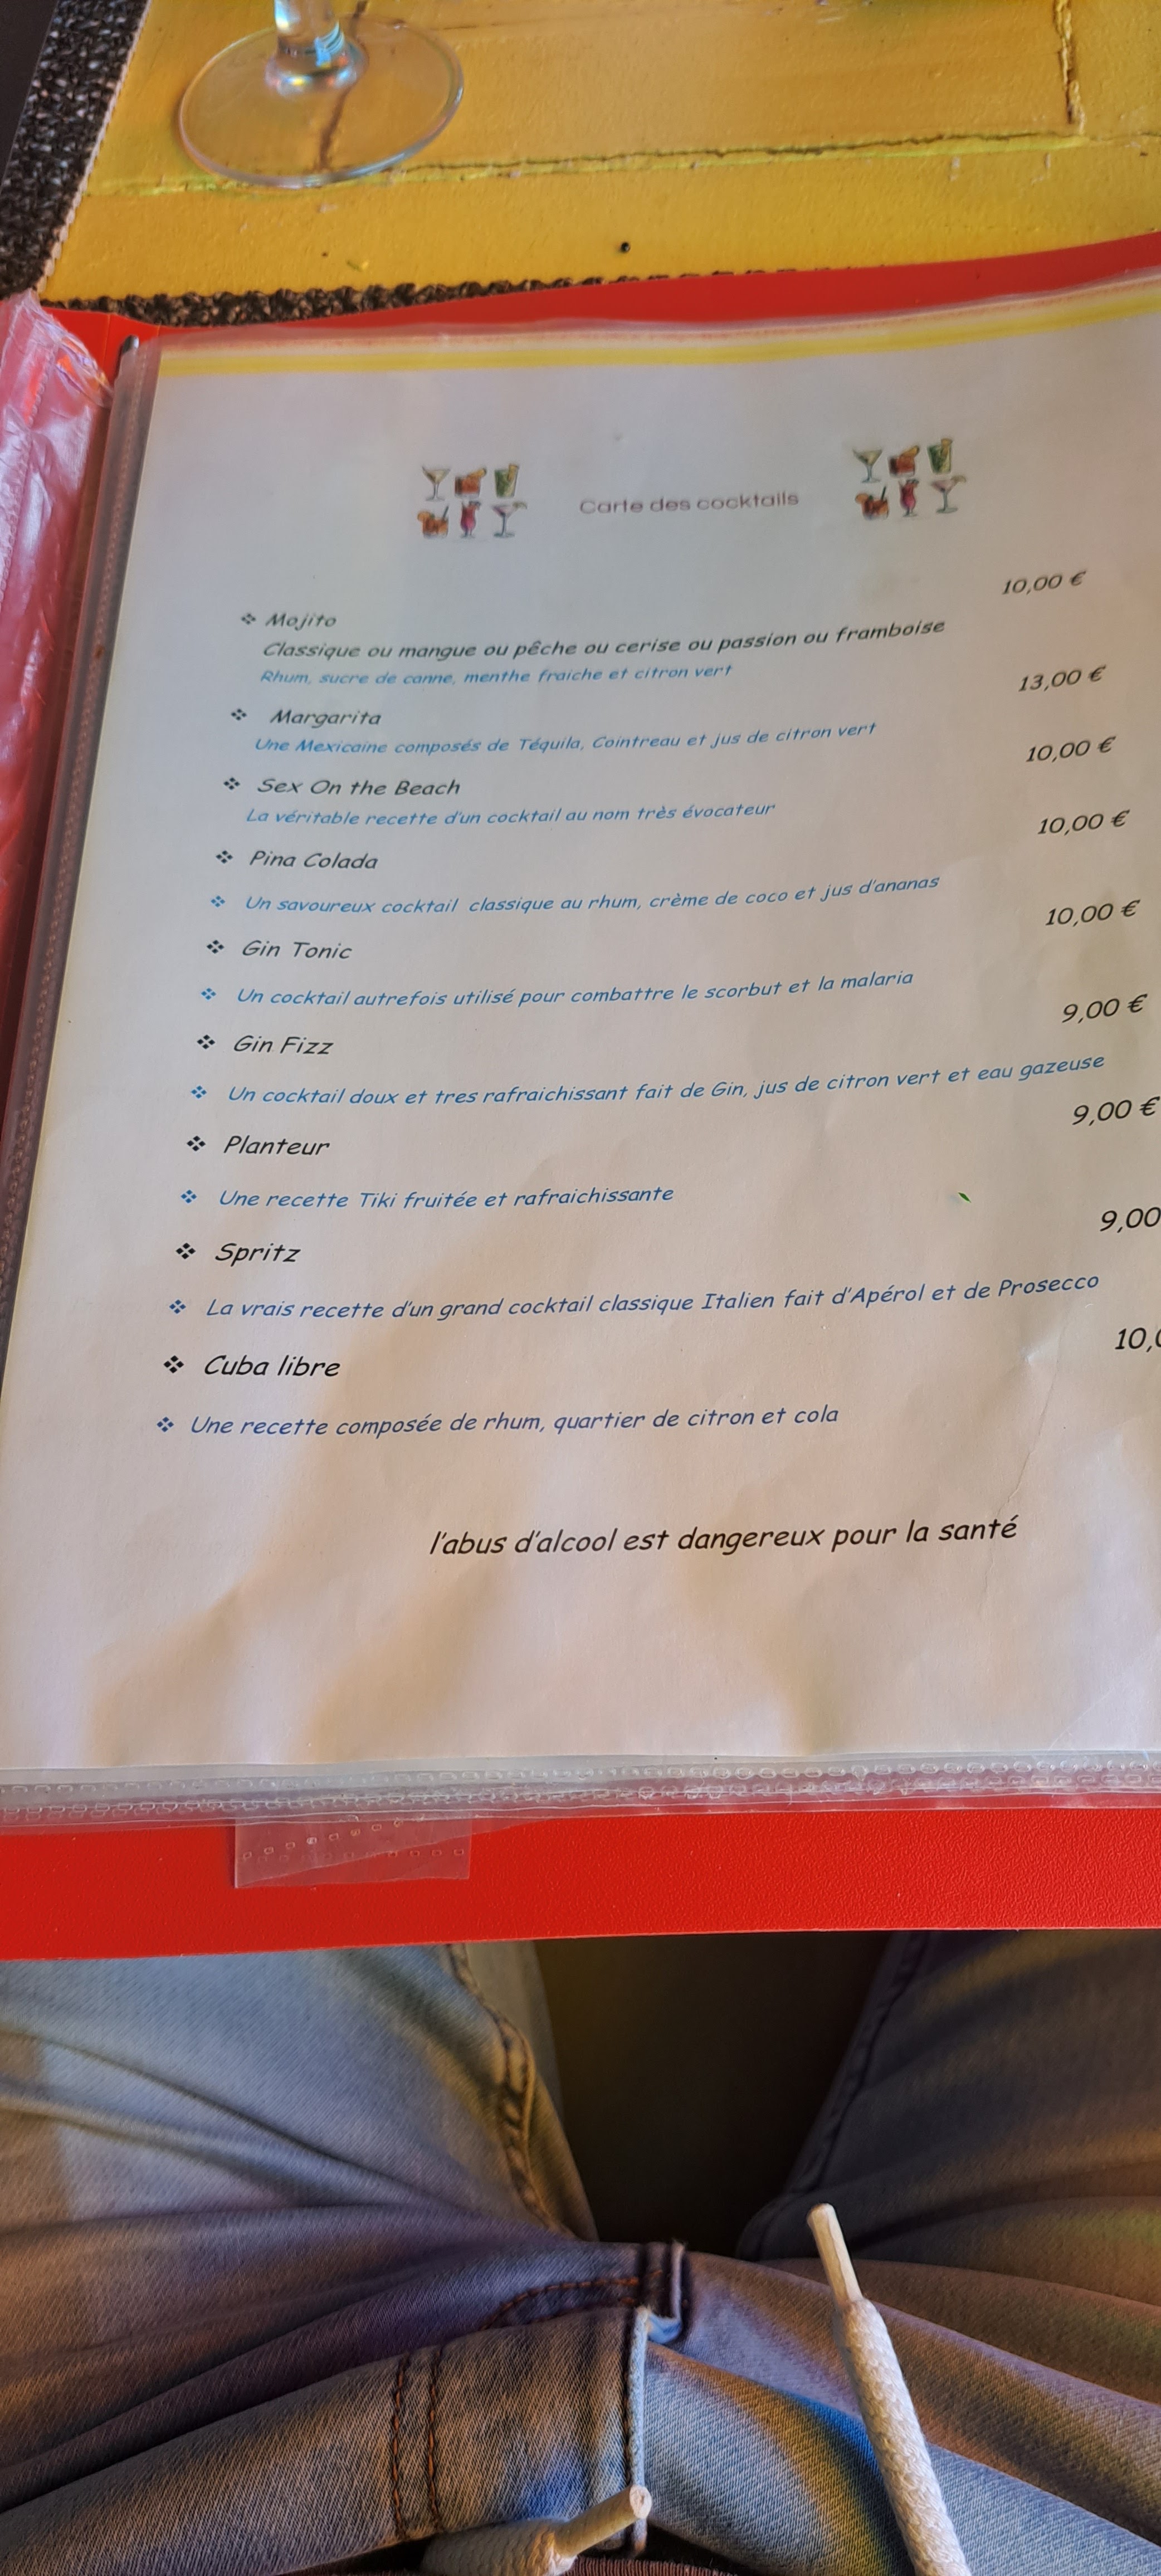 Carte des cocktails
❖ Mojito 10,00 €
Classique ou mangue ou pêche ou cerise ou passion ou framboise
Rhum, sucre de canne, menthe fraiche et citron vert
❖ Margarita 13,00 €
Une Mexicaine composés de Téquila, Cointreau et jus de citron vert
❖ Sex On the Beach 10,00 €
La véritable recette d'un cocktail au nom très évocateur
❖ Pina Colada 10,00 €
❖ Un savoureux cocktail classique au rhum, crème de coco et jus d'ananas
❖ Gin Tonic 10,00 €
❖ Un cocktail autrefois utilisé pour combattre le scorbut et la malaria
❖ Gin Fizz 9,00 €
❖ Un cocktail doux et tres rafraichissant fait de Gin, jus de citron vert et eau gazeuse
❖ Planteur 9,00 €
❖ Une recette Tiki fruitée et rafraichissante
❖ Spritz 9,00
❖ La vrais recette d'un grand cocktail classique Italien fait d'Apérol et de Prosecco
❖ Cuba libre 10,
❖ Une recette composée de rhum, quartier de citron et cola
l'abus d'alcool est dangereux pour la santé